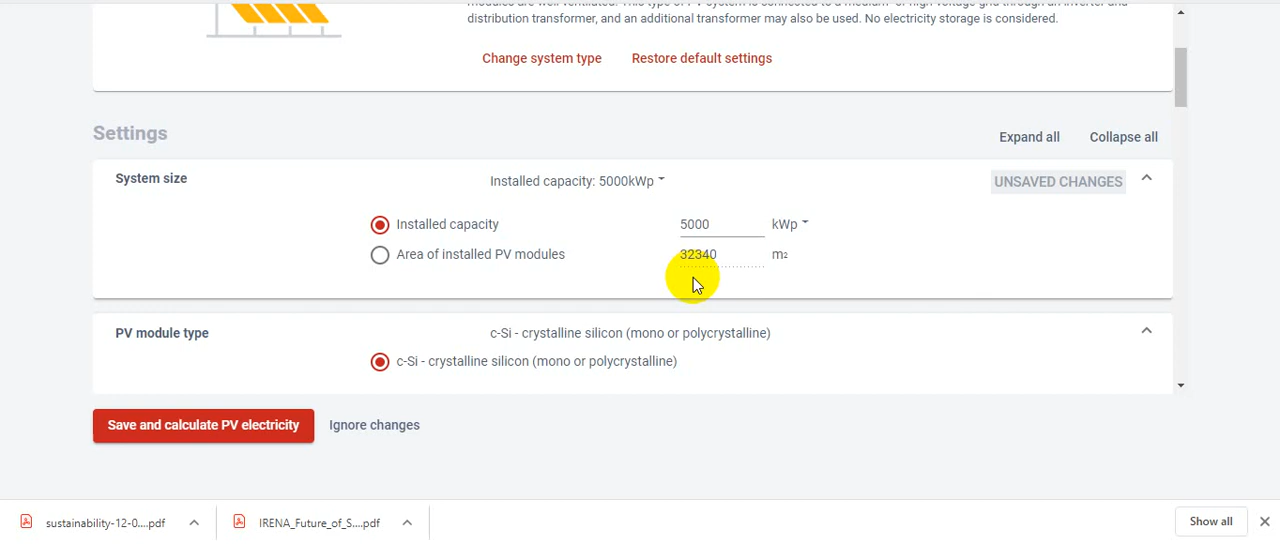 modules are well ventilated. This type of PV system is connected to a medium- or high-voltage grid through an inverter and
distribution transformer, and an additional transformer may also be used. No electricity storage is considered.
Change system type Restore default settings
Settings
Expand all Collapse all
System size Installed capacity: 5000kWp UNSAVED CHANGES
Installed capacity 5000 kWp
Area of installed PV modules 32340 m2
PV module type c-Si - crystalline silicon (mono or polycrystalline)
c-Si - crystalline silicon (mono or polycrystalline)
Save and calculate PV electricity Ignore changes
sustainability-12-0....pdf IRENA_Future_of_S....pdf Show all